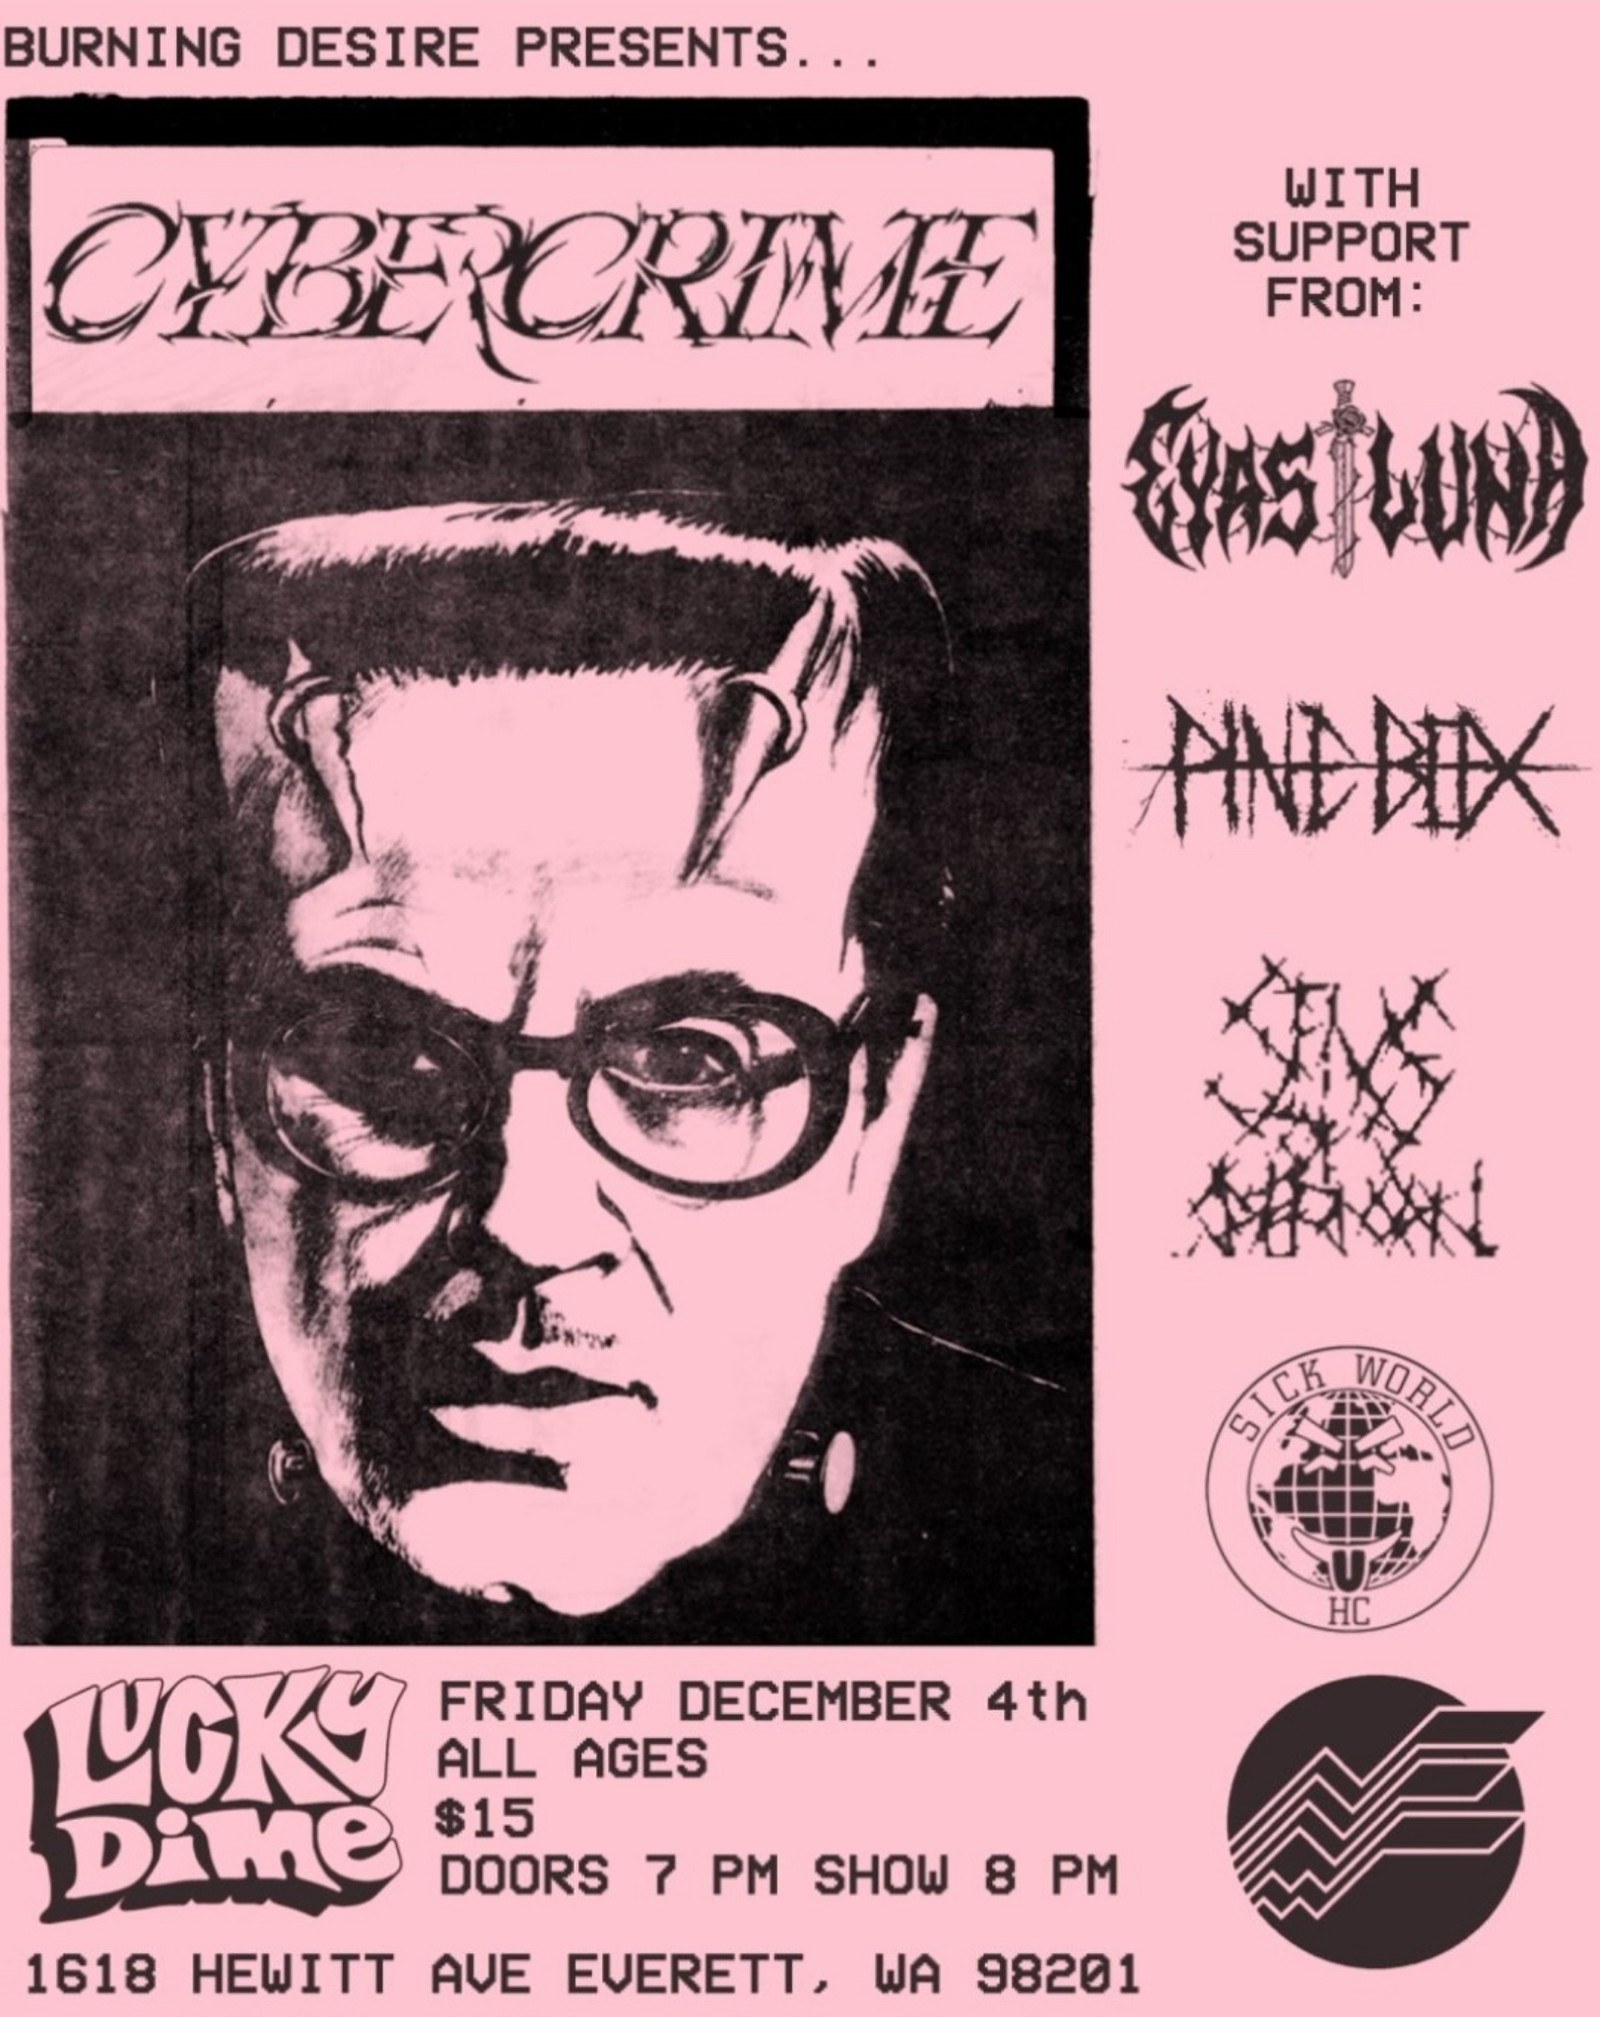 BURNING DESIRE PRESENTS...
CYBERCRIME
WITH
SUPPORT
FROM:
EYAS LUNA
PINE BOX
SICK WORLD
HC
LUCKY
DIME
FRIDAY DECEMBER 4th
ALL AGES
$15
DOORS 7 PM SHOW 8 PM
1618 HEWITT AVE EVERETT, WA 98201